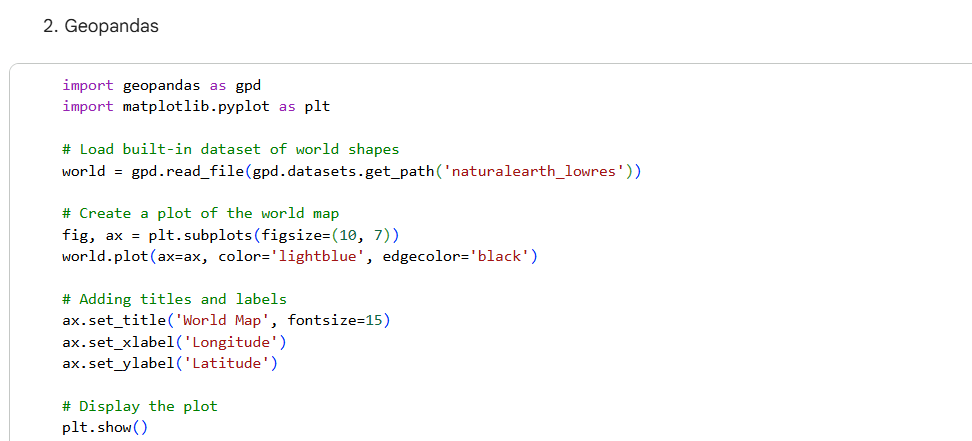 2. Geopandas
import geopandas as gpd
import matplotlib.pyplot as plt
# Load built-in dataset of world shapes
world = gpd.read_file(gpd.datasets.get_path('naturalearth_lowres'))
# Create a plot of the world map
fig, ax = plt.subplots(figsize=(10, 7))
world.plot(ax=ax, color='lightblue', edgecolor='black')
# Adding titles and labels
ax.set_title('World Map', fontsize=15)
ax.set_xlabel('Longitude')
ax.set_ylabel('Latitude')
# Display the plot
plt.show()